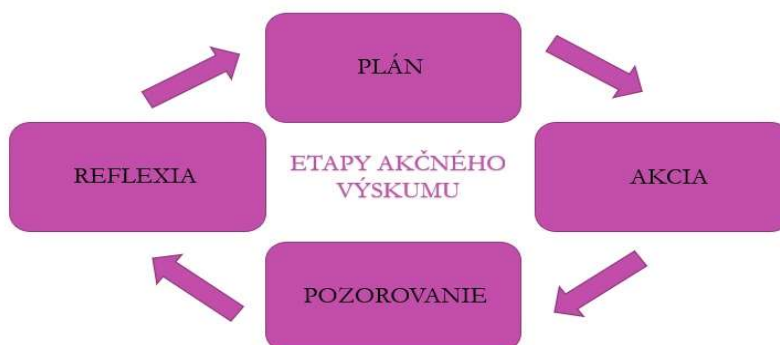 PLÁN
REFLEXIA
ETAPY AKČNÉHO
VÝSKUMU
AKCIA
POZOROVANIE